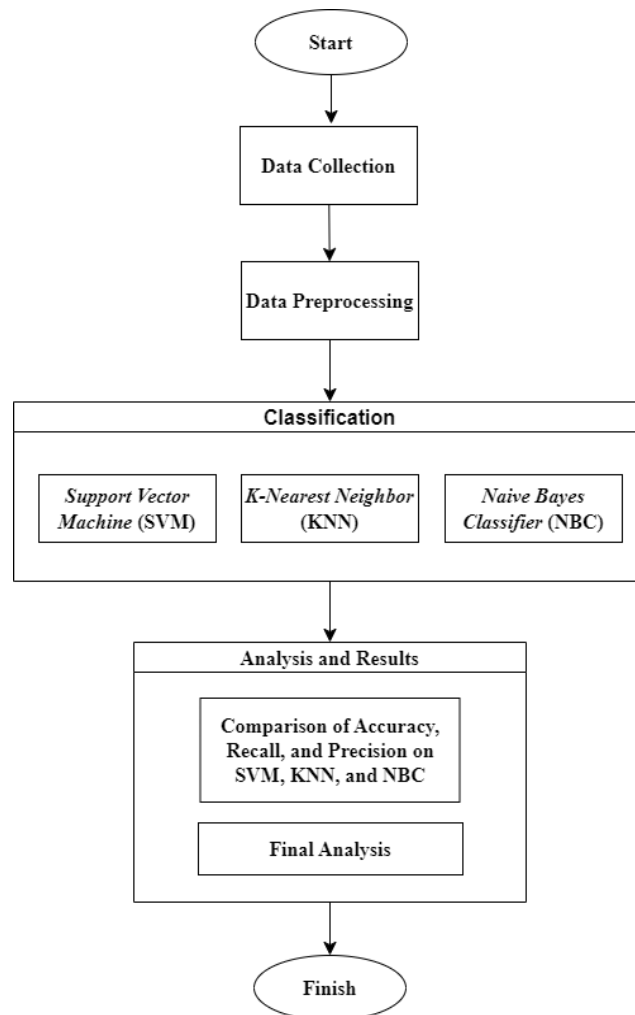 Start
Data Collection
Data Preprocessing
Classification
Support Vector
Machine (SVM)
K-Nearest Neighbor
(KNN)
Naive Bayes
Classifier (NBC)
Analysis and Results
Comparison of Accuracy,
Recall, and Precision on
SVM, KNN, and NBC
Final Analysis
Finish